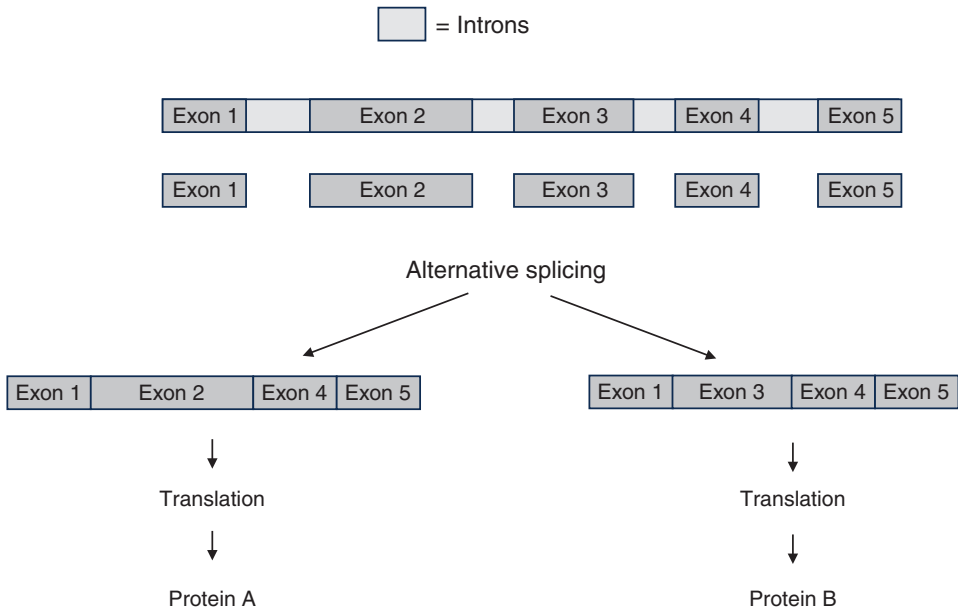 = Introns
Exon 1 Exon 2 Exon 3 Exon 4 Exon 5
Exon 1 Exon 2 Exon 3 Exon 4 Exon 5
Alternative splicing
Exon 1 Exon 2 Exon 4 Exon 5
Exon 1 Exon 3 Exon 4 Exon 5
Translation
Translation
Protein A
Protein B